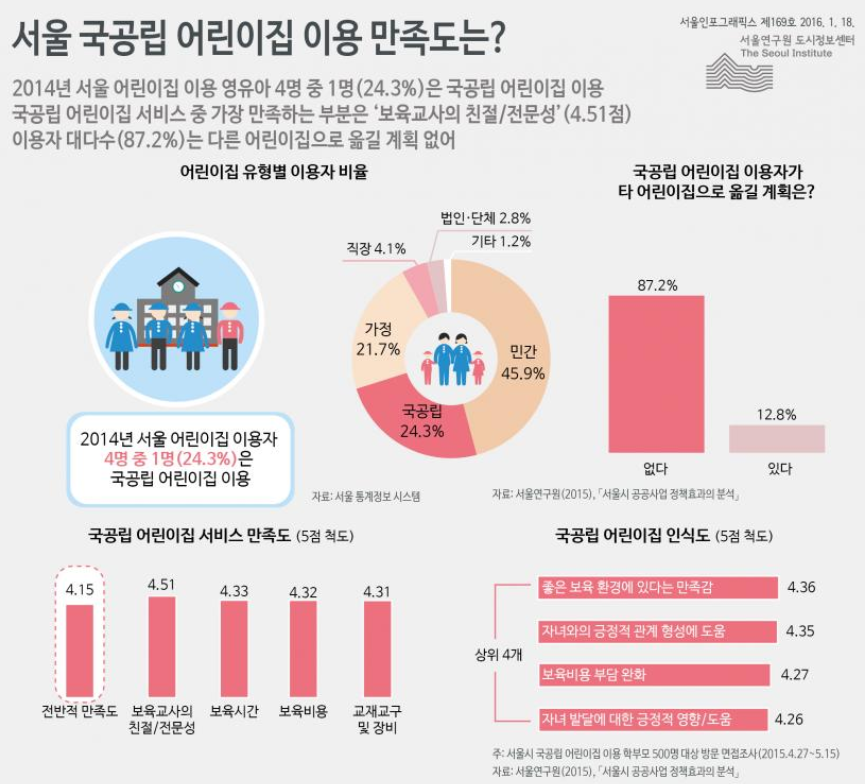 서울 국공립 어린이집 이용 만족도는?
서울인포그래픽스 제169호 2016. 1. 18.
서울연구원 도시정보센터
The Seoul Institute
2014년 서울 어린이집 이용 영유아 4명 중 1명(24.3%)은 국공립 어린이집 이용
국공립 어린이집 서비스 중 가장 만족하는 부분은 ‘보육교사의 친절/전문성’(4.51점)
이용자 대다수(87.2%)는 다른 어린이집으로 옮길 계획 없어
어린이집 유형별 이용자 비율
법인·단체 2.8%
직장 4.1%
기타 1.2%
가정
21.7%
민간
45.9%
국공립
24.3%
2014년 서울 어린이집 이용자
4명 중 1명(24.3%)은
국공립 어린이집 이용
자료: 서울 통계정보 시스템
국공립 어린이집 이용자가
타 어린이집으로 옮길 계획은?
87.2%
12.8%
없다
있다
자료: 서울연구원(2015), 「서울시 공공사업 정책효과의 분석」
국공립 어린이집 서비스 만족도 (5점 척도)
4.15
4.51
4.33
4.32
4.31
전반적 만족도
보육교사의
친절/전문성
보육시간
보육비용
교재교구
및 장비
국공립 어린이집 인식도 (5점 척도)
상위 4개
좋은 보육 환경에 있다는 만족감
4.36
자녀와의 긍정적 관계 형성에 도움
4.35
보육비용 부담 완화
4.27
자녀 발달에 대한 긍정적 영향/도움
4.26
주: 서울시 국공립 어린이집 이용 학부모 500명 대상 방문 면접조사(2015.4.27~5.15)
자료: 서울연구원(2015), 「서울시 공공사업 정책효과의 분석」